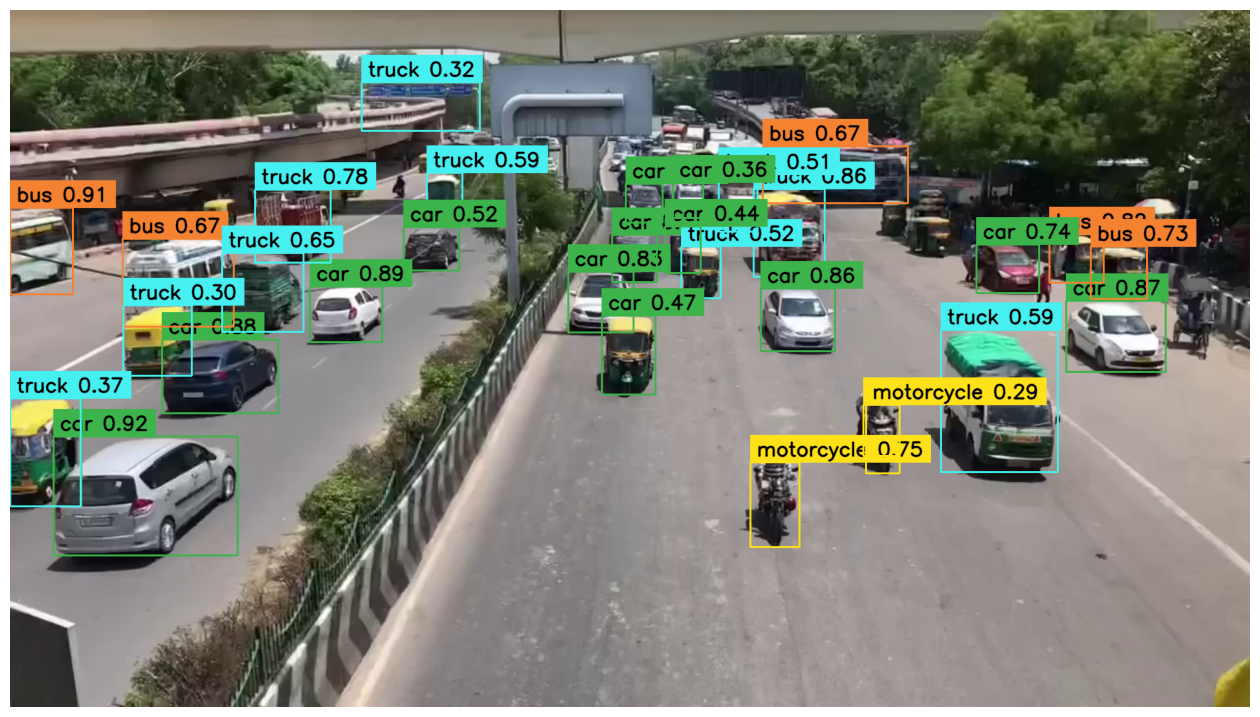 truck 0.32
bus 0.67
truck 0.59
car 0.36
0.51
car
truck 0.78
0.86
bus 0.91
bus 0.67
car 0.52
car 0.44
truck 0.65
truck 0.52
car 0.74
bus 0.73
car 0.83
car 0.89
car 0.86
car 0.87
truck 0.30
car 0.47
car 0.88
truck 0.59
truck 0.37
motorcycle 0.29
car 0.92
motorcycle 0.75